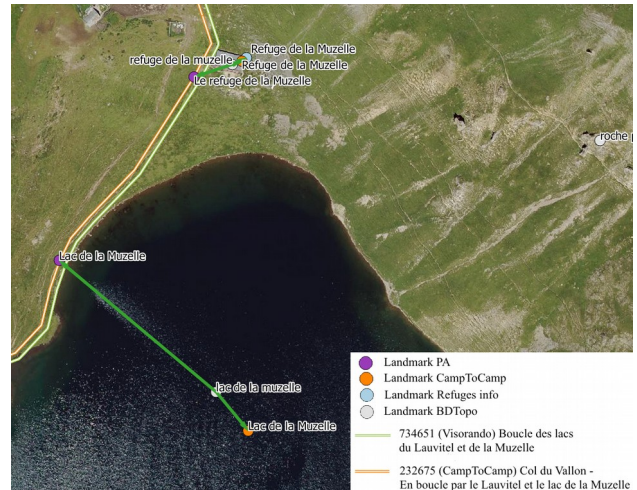 Refuge de la Muzelle
refuge de la muzelle
Refuge de la Muzelle
Le refuge de la Muzelle
roche p
Lac de la Muzelle
lac de la muzelle
Lac de la Muzelle
Landmark PA
Landmark CampToCamp
Landmark Refuges info
Landmark BDTopo
734651 (Visorando) Boucle des lacs
du Lauvitel et de la Muzelle
232675 (CampToCamp) Col du Vallon -
En boucle par le Lauvitel et le lac de la Muzelle